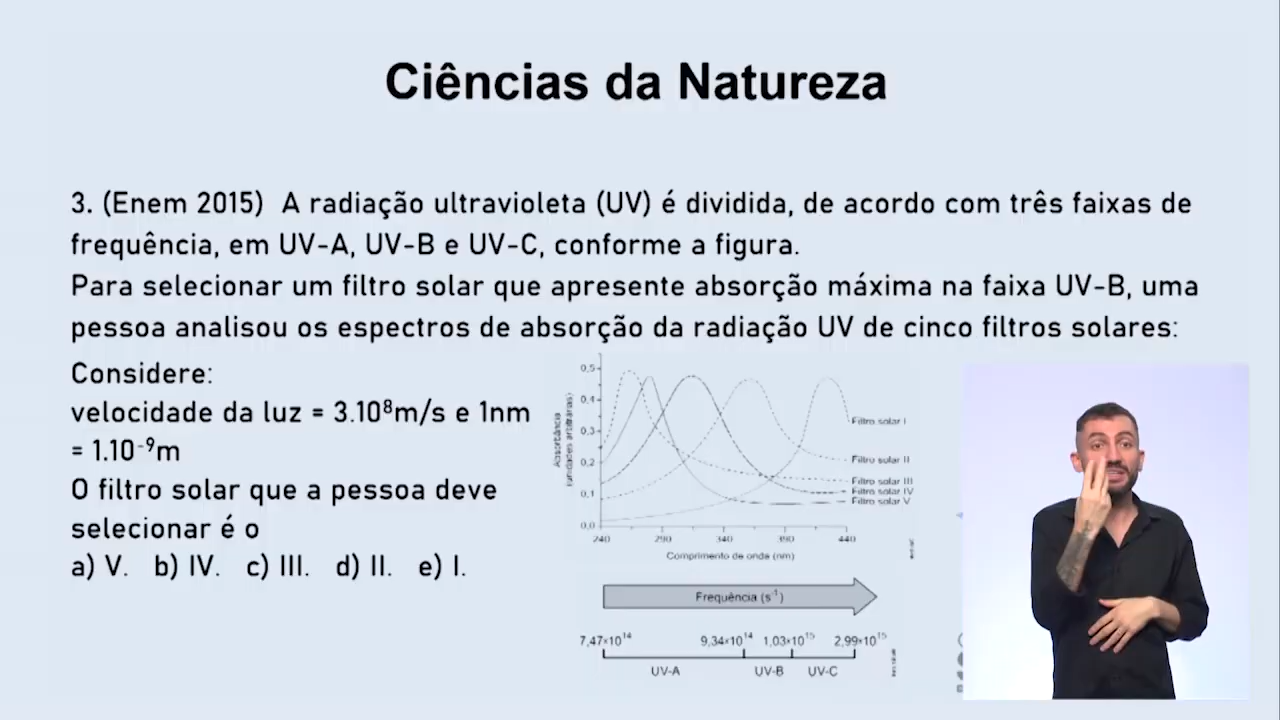 Ciências da Natureza
3. (Enem 2015) A radiação ultravioleta (UV) é dividida, de acordo com três faixas de
frequência, em UV-A, UV-B e UV-C, conforme a figura.
Para selecionar um filtro solar que apresente absorção máxima na faixa UV-B, uma
pessoa analisou os espectros de absorção da radiação UV de cinco filtros solares:
Considere:
velocidade da luz = 3.10⁸m/s e 1nm
= 1.10⁻⁹m
O filtro solar que a pessoa deve
selecionar é o
a) V. b) IV. c) III. d) II. e) I.
Absorbância
(unidades arbitrárias)
0,5
0,4
0,3
0,2
0,1
0,0
240 290 340 390 440
Comprimento de onda (nm)
Filtro solar I
Filtro solar II
Filtro solar III
Filtro solar IV
Filtro solar V
Frequência (s⁻¹)
7,47×10¹⁴ 9,34×10¹⁴ 1,03×10¹⁵ 2,99×10¹⁵
UV-A UV-B UV-C